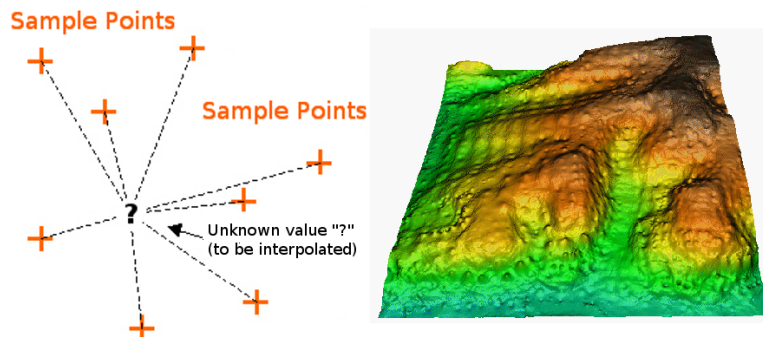 Sample Points
Sample Points
?
Unknown value "?"
(to be interpolated)